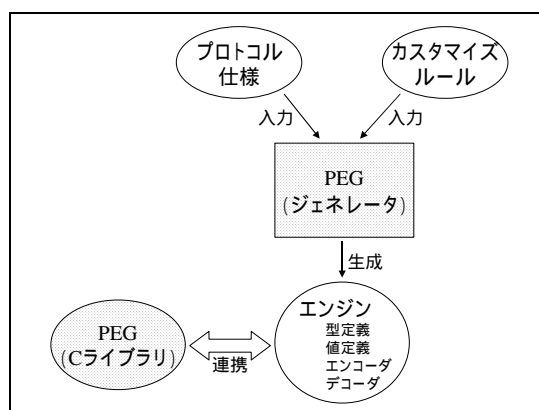 プロトコル
仕様
カスタマイズ
ルール
入力
入力
PEG
(ジェネレータ)
生成
エンジン
型定義
値定義
エンコーダ
デコーダ
PEG
(Cライブラリ)
連携